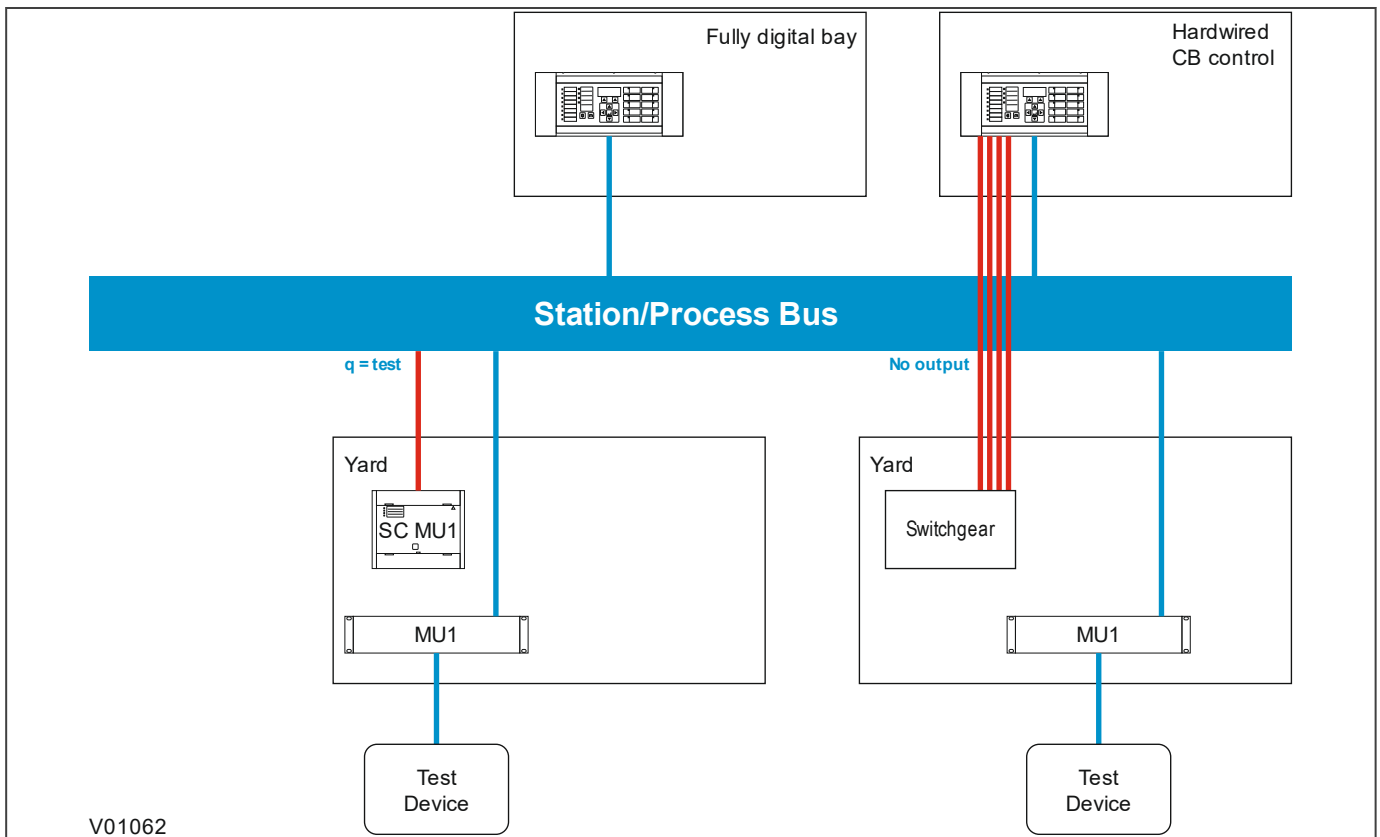 Fully digital bay
Hardwired
CB control
Station/Process Bus
q = test
No output
Yard
Yard
SC MU1
Switchgear
MU1
MU1
Test
Device
Test
Device
V01062